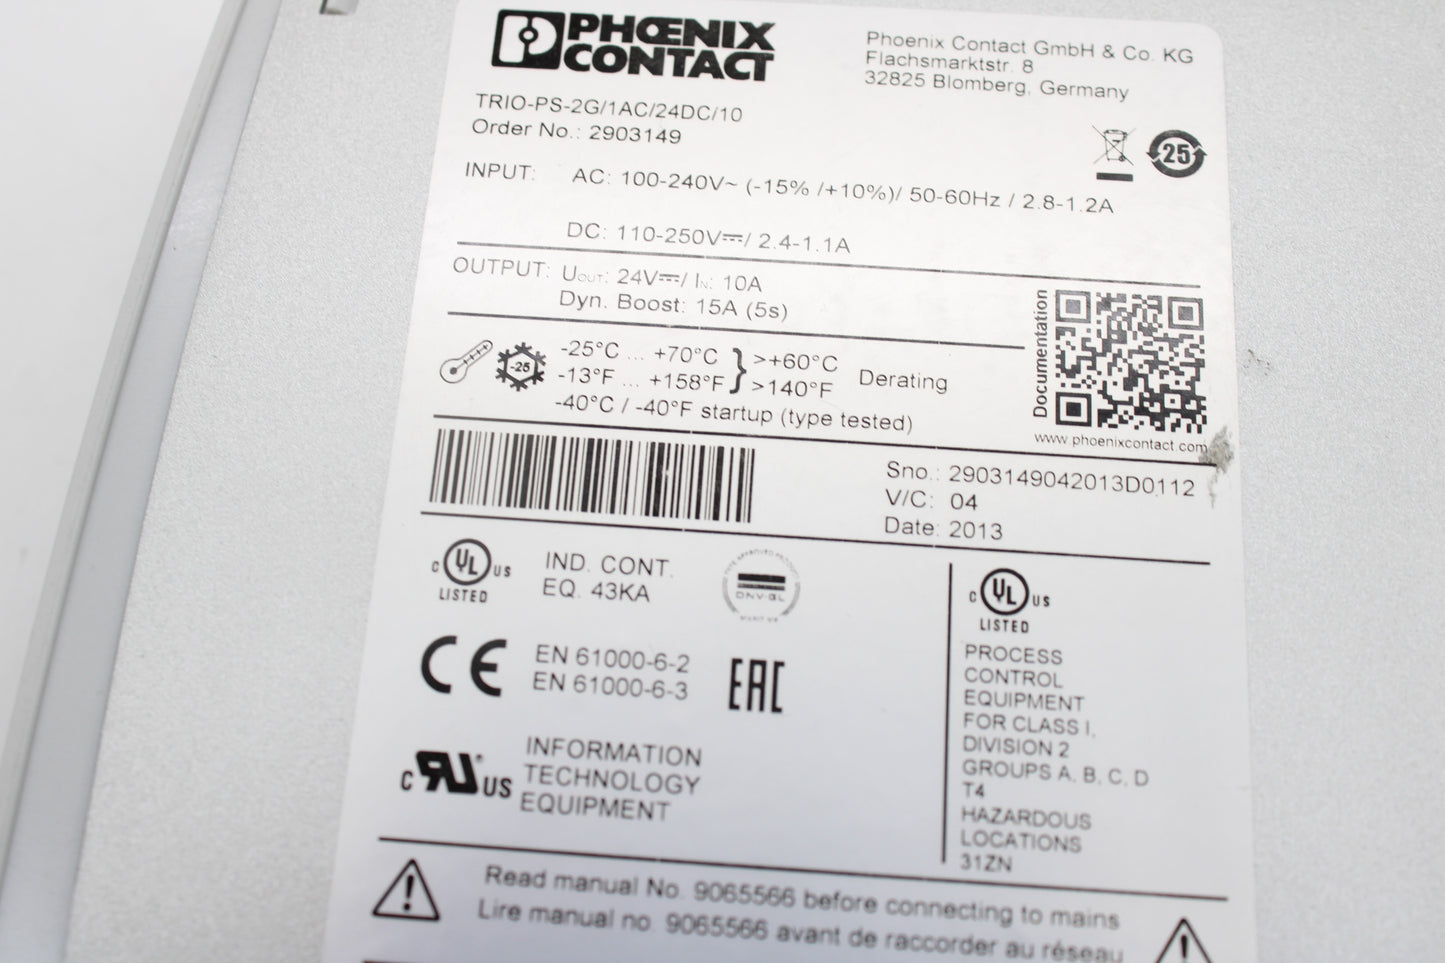 PHŒNIX
CONTACT
Phoenix Contact GmbH & Co. KG
Flachsmarktstr. 8
32825 Blomberg, Germany
TRIO-PS-2G/1AC/24DC/10
Order No.: 2903149
25
INPUT: AC: 100-240V~ (-15% /+10%)/ 50-60Hz / 2.8-1.2A
DC: 110-250V⎓/ 2.4-1.1A
OUTPUT: UOUT: 24V⎓/ IN: 10A
Dyn. Boost: 15A (5s)
Documentation
www.phoenixcontact.com
-25
-25°C ... +70°C } >+60°C
-13°F ... +158°F } >140°F Derating
-40°C / -40°F startup (type tested)
Sno.: 2903149042013D0112
V/C: 04
Date: 2013
C UL US
LISTED
IND. CONT.
EQ. 43KA
DNV·GL
CE
EN 61000-6-2
EN 61000-6-3
EAC
C RU US
INFORMATION
TECHNOLOGY
EQUIPMENT
C UL US
LISTED
PROCESS
CONTROL
EQUIPMENT
FOR CLASS I,
DIVISION 2
GROUPS A, B, C, D
T4
HAZARDOUS
LOCATIONS
31ZN
Read manual No. 9065566 before connecting to mains
Lire manual no. 9065566 avant de raccorder au réseau